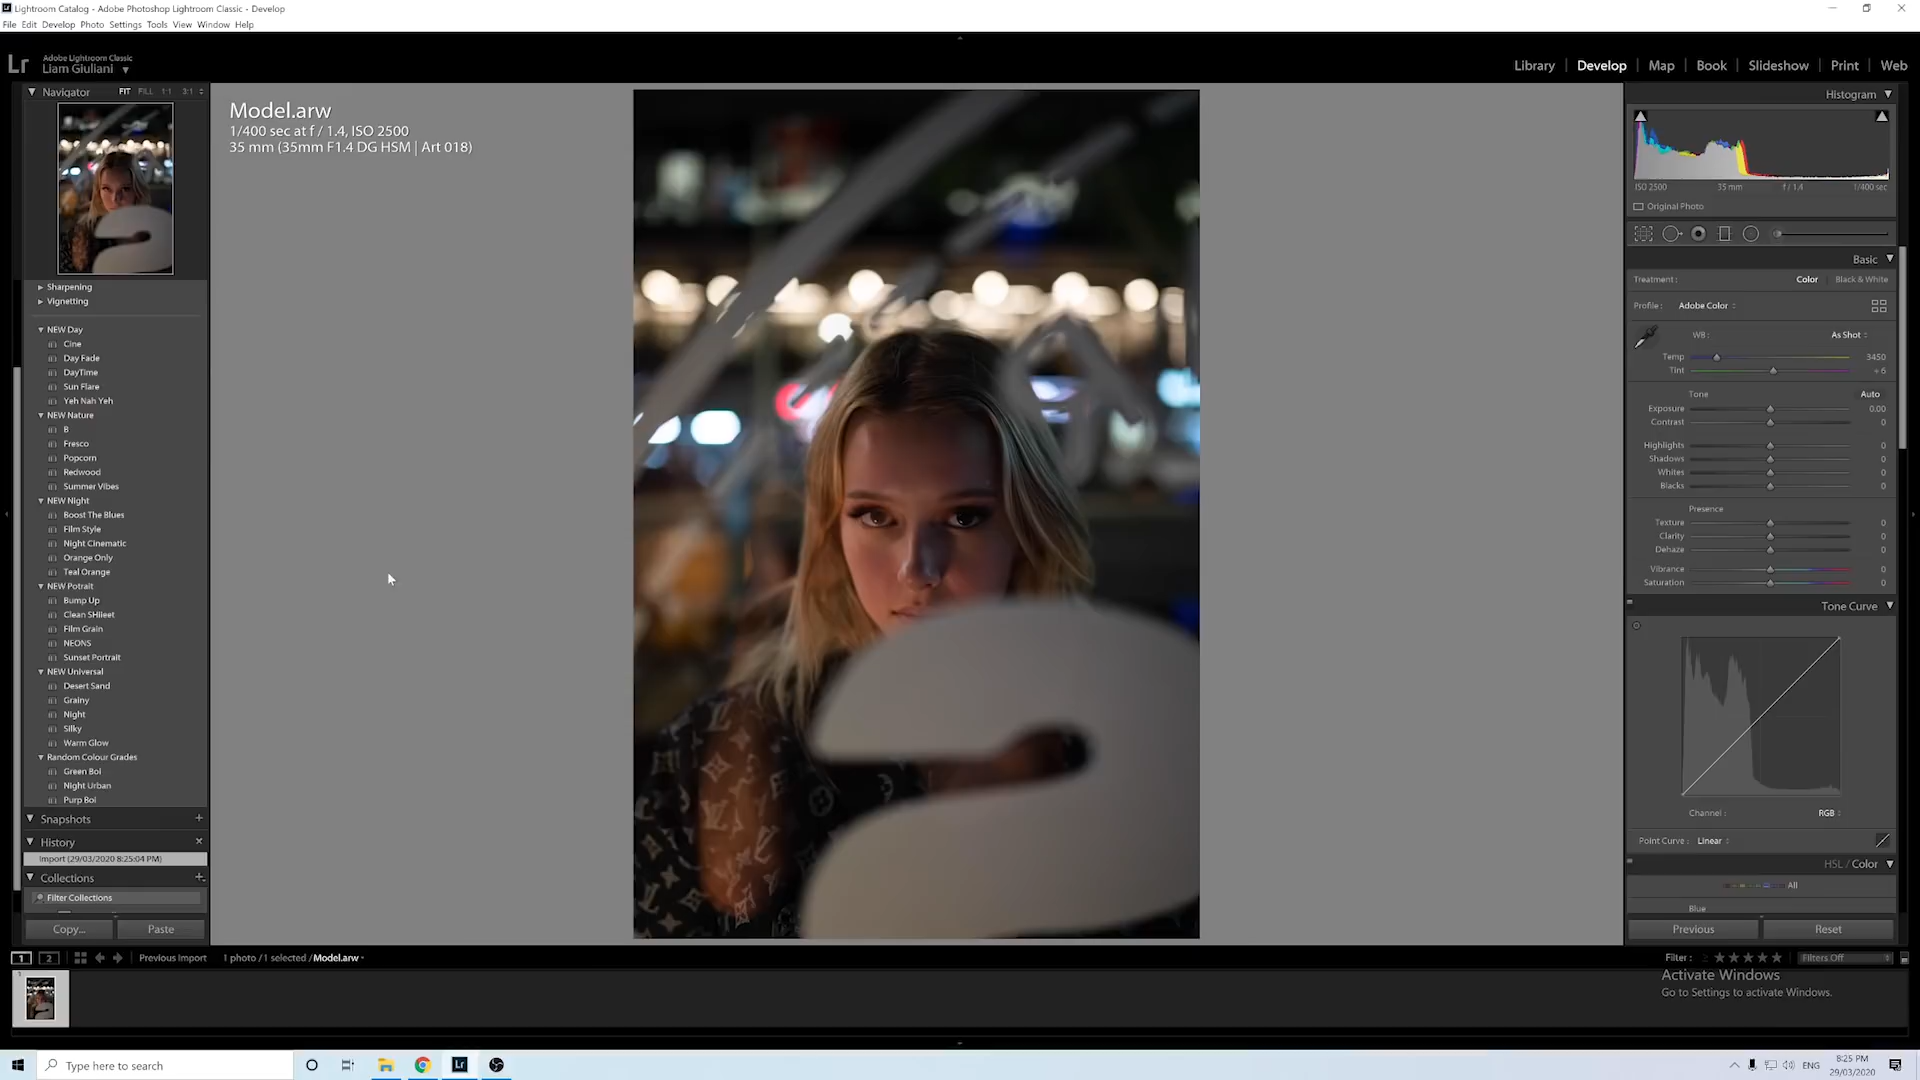 Lightroom Catalog - Adobe Photoshop Lightroom Classic - Develop
File Edit Develop Photo Settings Tools View Window Help
Lr
Adobe Lightroom Classic
Liam Giuliani
Library | Develop | Map | Book | Slideshow | Print | Web
Navigator FIT FILL 1:1 3:1
Sharpening
Vignetting
NEW Day
Cine
Day Fade
DayTime
Sun Flare
Yeh Nah Yeh
NEW Nature
B
Fresco
Popcorn
Redwood
Summer Vibes
NEW Night
Boost The Blues
Film Style
Night Cinematic
Orange Only
Teal Orange
NEW Potrait
Bump Up
Clean SHieet
Film Grain
NEONS
Sunset Portrait
NEW Universal
Desert Sand
Grainy
Night
Silky
Warm Glow
Random Colour Grades
Green Boi
Night Urban
Purp Boi
Snapshots +
History ×
Import (29/03/2020 8:25:04 PM)
Collections +
Filter Collections
Copy... Paste
Model.arw
1/400 sec at f / 1.4, ISO 2500
35 mm (35mm F1.4 DG HSM | Art 018)
Histogram
ISO 2500 35 mm f / 1.4 1/400 sec
Original Photo
Basic
Treatment : Color Black & White
Profile : Adobe Color
WB : As Shot
Temp 3450
Tint + 6
Tone Auto
Exposure 0.00
Contrast 0
Highlights 0
Shadows 0
Whites 0
Blacks 0
Presence
Texture 0
Clarity 0
Dehaze 0
Vibrance 0
Saturation 0
Tone Curve
Channel : RGB
Point Curve : Linear
HSL / Color
All
Blue
Previous Reset
1 2 Previous Import 1 photo / 1 selected / Model.arw
Filter : Filters Off
1
Activate Windows
Go to Settings to activate Windows.
Type here to search
Lr
ENG
8:25 PM
29/03/2020